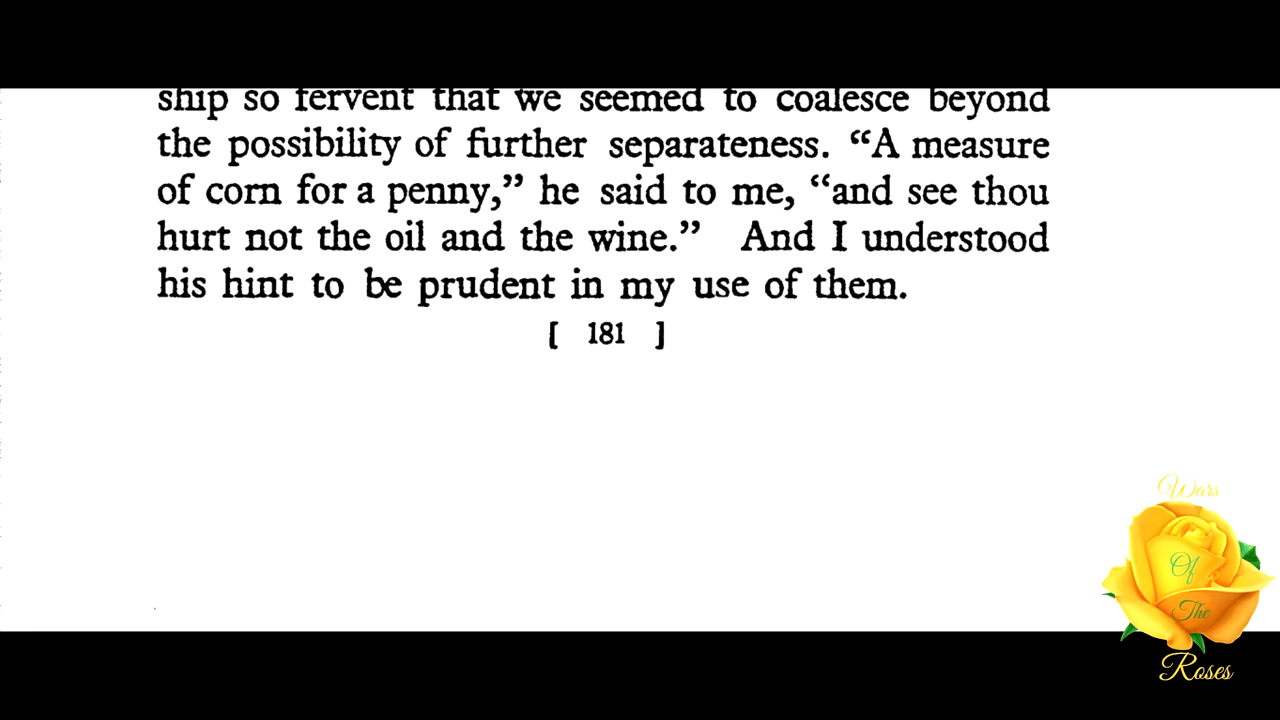 ship so fervent that we seemed to coalesce beyond
the possibility of further separateness. “A measure
of corn for a penny,” he said to me, “and see thou
hurt not the oil and the wine.” And I understood
his hint to be prudent in my use of them.
[ 181 ]
Wars
Of
The
Roses